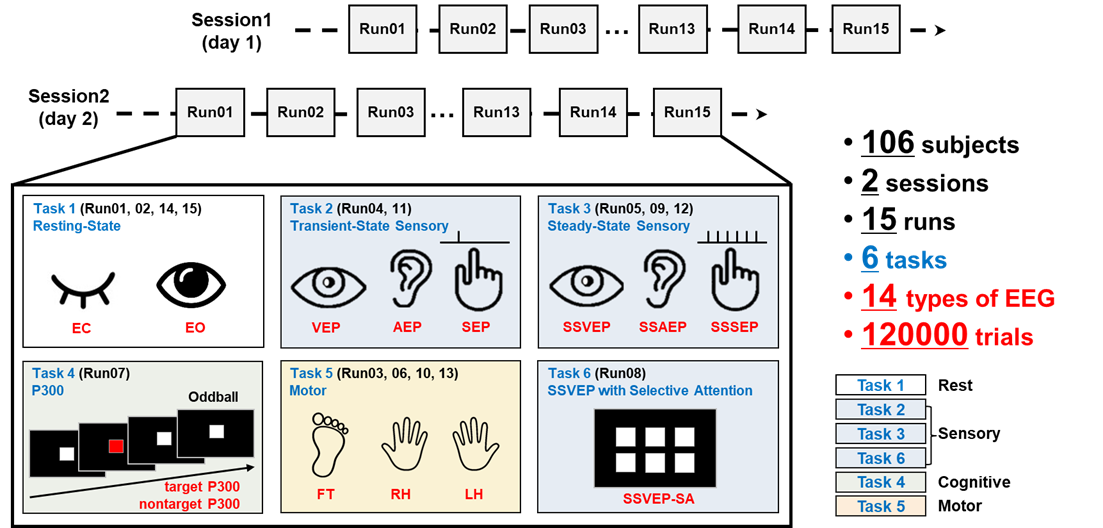 Session1
(day 1)
Run01
Run02
Run03
...
Run13
Run14
Run15
Session2
(day 2)
Run01
Run02
Run03
...
Run13
Run14
Run15
Task 1 (Run01, 02, 14, 15)
Resting-State
EC
EO
Task 2 (Run04, 11)
Transient-State Sensory
VEP
AEP
SEP
Task 3 (Run05, 09, 12)
Steady-State Sensory
SSVEP
SSAEP
SSSEP
Task 4 (Run07)
P300
Oddball
target P300
nontarget P300
Task 5 (Run03, 06, 10, 13)
Motor
FT
RH
LH
Task 6 (Run08)
SSVEP with Selective Attention
SSVEP-SA
• 106 subjects
• 2 sessions
• 15 runs
• 6 tasks
• 14 types of EEG
• 120000 trials
Task 1 Rest
Task 2
Task 3 Sensory
Task 6
Task 4 Cognitive
Task 5 Motor